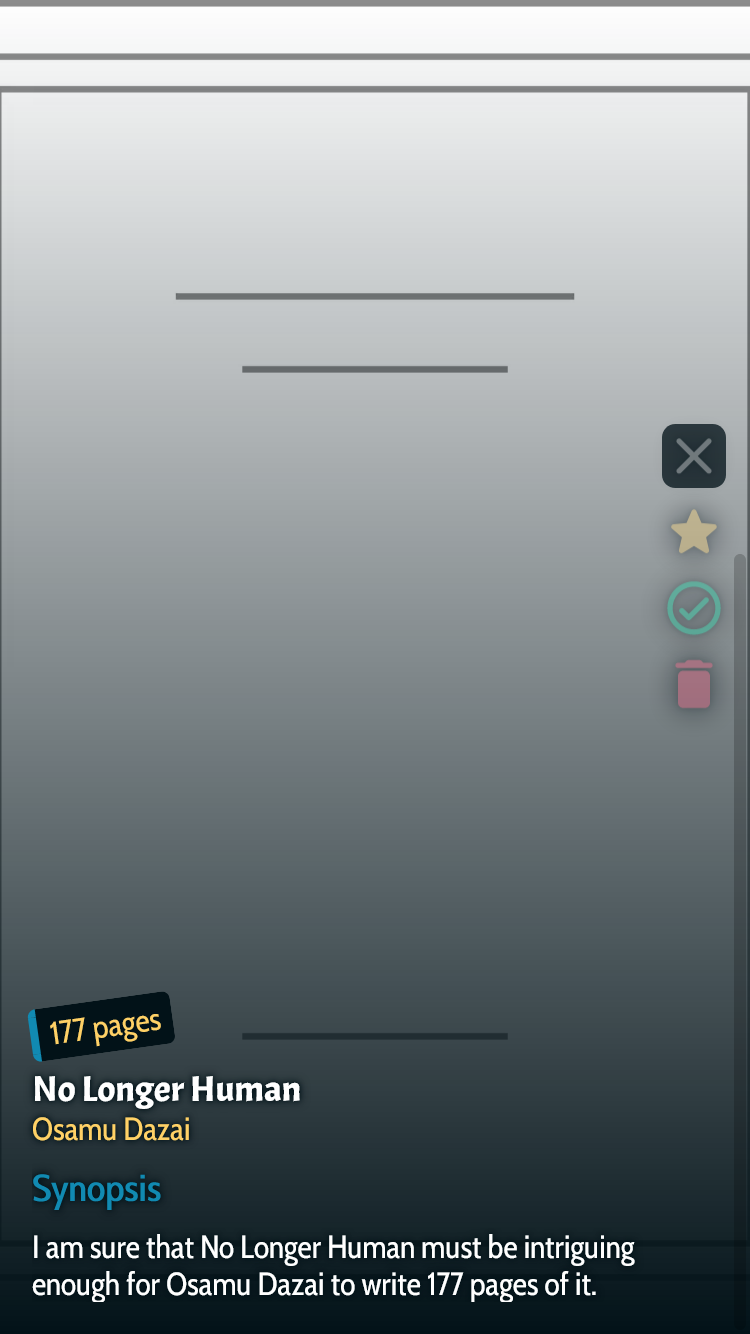 177 pages
No Longer Human
Osamu Dazai
Synopsis
I am sure that No Longer Human must be intriguing
enough for Osamu Dazai to write 177 pages of it.